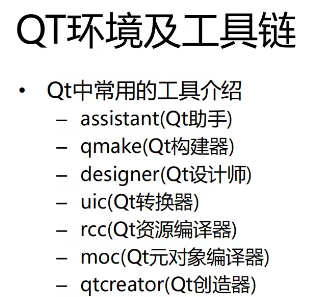 QT环境及工具链
• Qt中常用的工具介绍
– assistant(Qt助手)
– qmake(Qt构建器)
– designer(Qt设计师)
– uic(Qt转换器)
– rcc(Qt资源编译器)
– moc(Qt元对象编译器)
– qtcreator(Qt创造器)